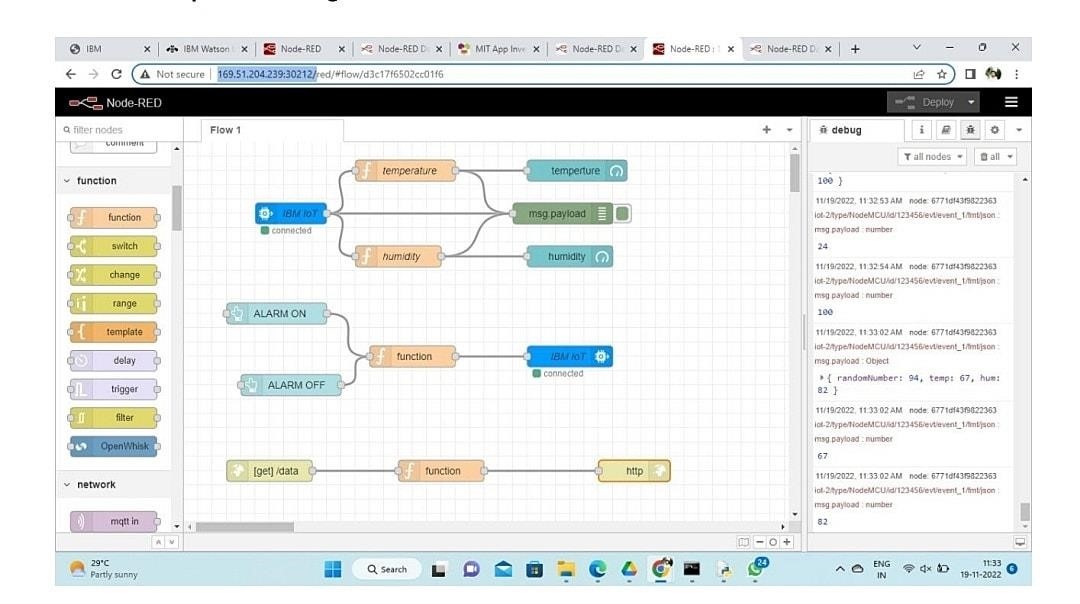 IBM
IBM Watson
Node-RED
Node-RED D
MIT App Inve
Node-RED D
Node-RED : 1
Node-RED D
Not secure | 169.51.204.239:30212/red/#flow/d3c17f6502cc01f6
Node-RED
Deploy
filter nodes
comment
function
function
switch
change
range
template
delay
trigger
filter
OpenWhisk
network
mqtt in
Flow 1
temperature
temperture
IBM IoT
connected
msg.payload
humidity
humidity
ALARM ON
function
IBM IoT
connected
ALARM OFF
[get] /data
function
http
debug
all nodes
all
100 }
11/19/2022, 11:32:53 AM node: 6771df43f9822363
iot-2/type/NodeMCU/id/123456/evt/event_1/fmt/json :
msg.payload : number
24
11/19/2022, 11:32:54 AM node: 6771df43f9822363
iot-2/type/NodeMCU/id/123456/evt/event_1/fmt/json :
msg.payload : number
100
11/19/2022, 11:33:02 AM node: 6771df43f9822363
iot-2/type/NodeMCU/id/123456/evt/event_1/fmt/json :
msg.payload : Object
{ randomNumber: 94, temp: 67, hum:
82 }
11/19/2022, 11:33:02 AM node: 6771df43f9822363
iot-2/type/NodeMCU/id/123456/evt/event_1/fmt/json :
msg.payload : number
67
11/19/2022, 11:33:02 AM node: 6771df43f9822363
iot-2/type/NodeMCU/id/123456/evt/event_1/fmt/json :
msg.payload : number
82
29°C
Partly sunny
Search
29
ENG
IN
11:33
19-11-2022
6